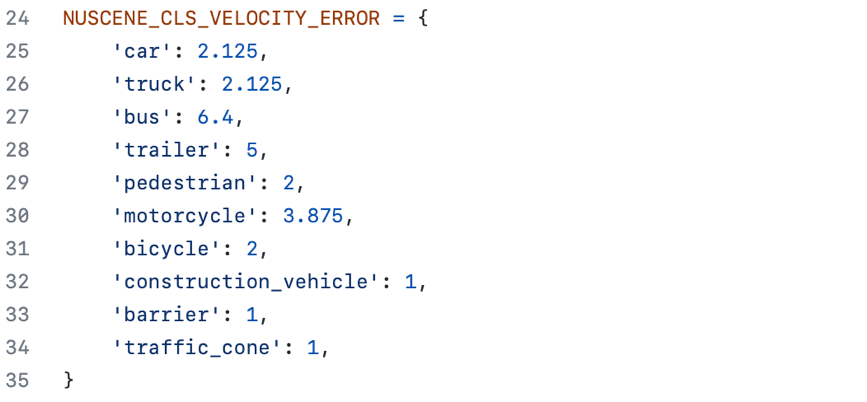 24 NUSCENE_CLS_VELOCITY_ERROR = {
25 'car': 2.125,
26 'truck': 2.125,
27 'bus': 6.4,
28 'trailer': 5,
29 'pedestrian': 2,
30 'motorcycle': 3.875,
31 'bicycle': 2,
32 'construction_vehicle': 1,
33 'barrier': 1,
34 'traffic_cone': 1,
35 }